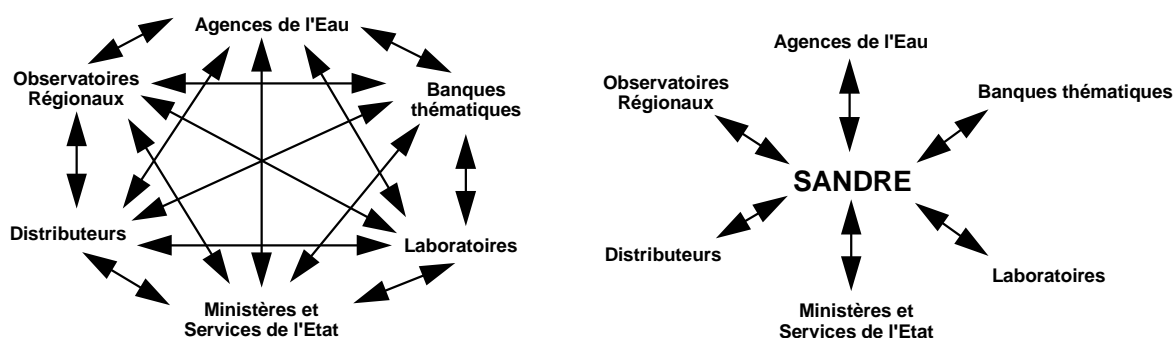 Agences de l'Eau
Observatoires
Régionaux
Banques
thématiques
Distributeurs
Laboratoires
Ministères et
Services de l'Etat
Agences de l'Eau
Observatoires
Régionaux
Banques thématiques
SANDRE
Distributeurs
Laboratoires
Ministères et
Services de l'Etat